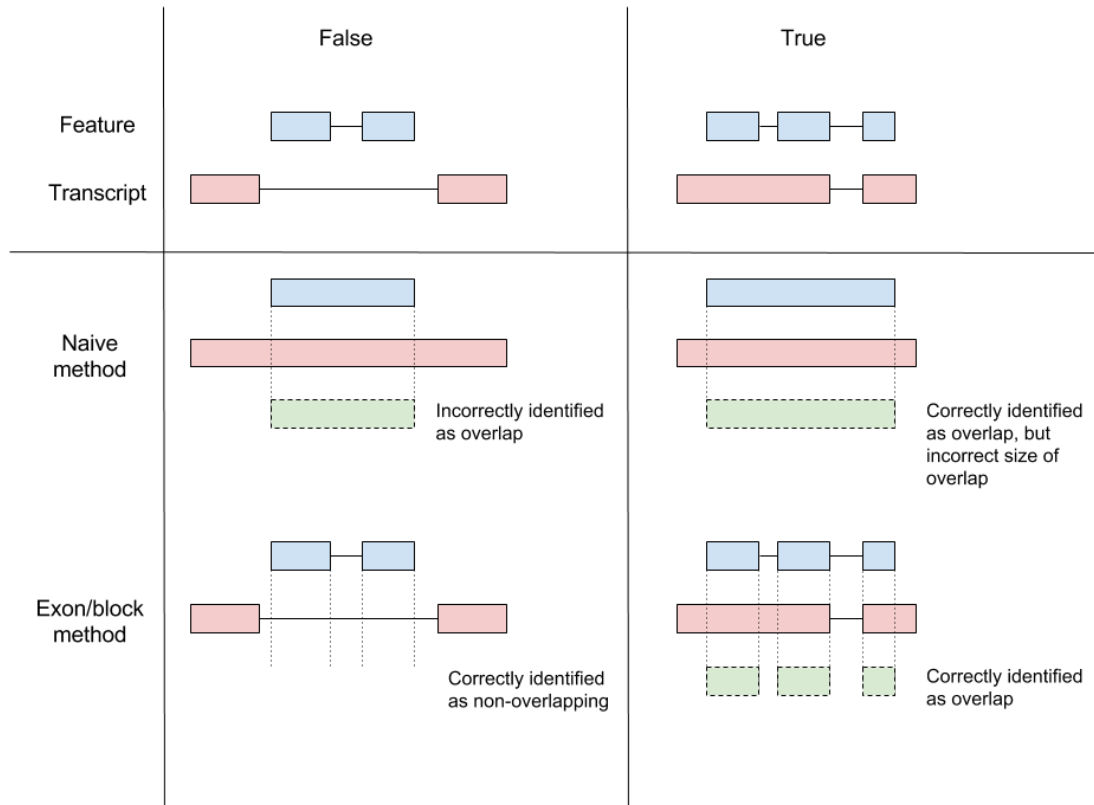 False
True
Feature
Transcript
Naive
method
Incorrectly identified
as overlap
Correctly identified
as overlap, but
incorrect size of
overlap
Exon/block
method
Correctly identified
as non-overlapping
Correctly identified
as overlap